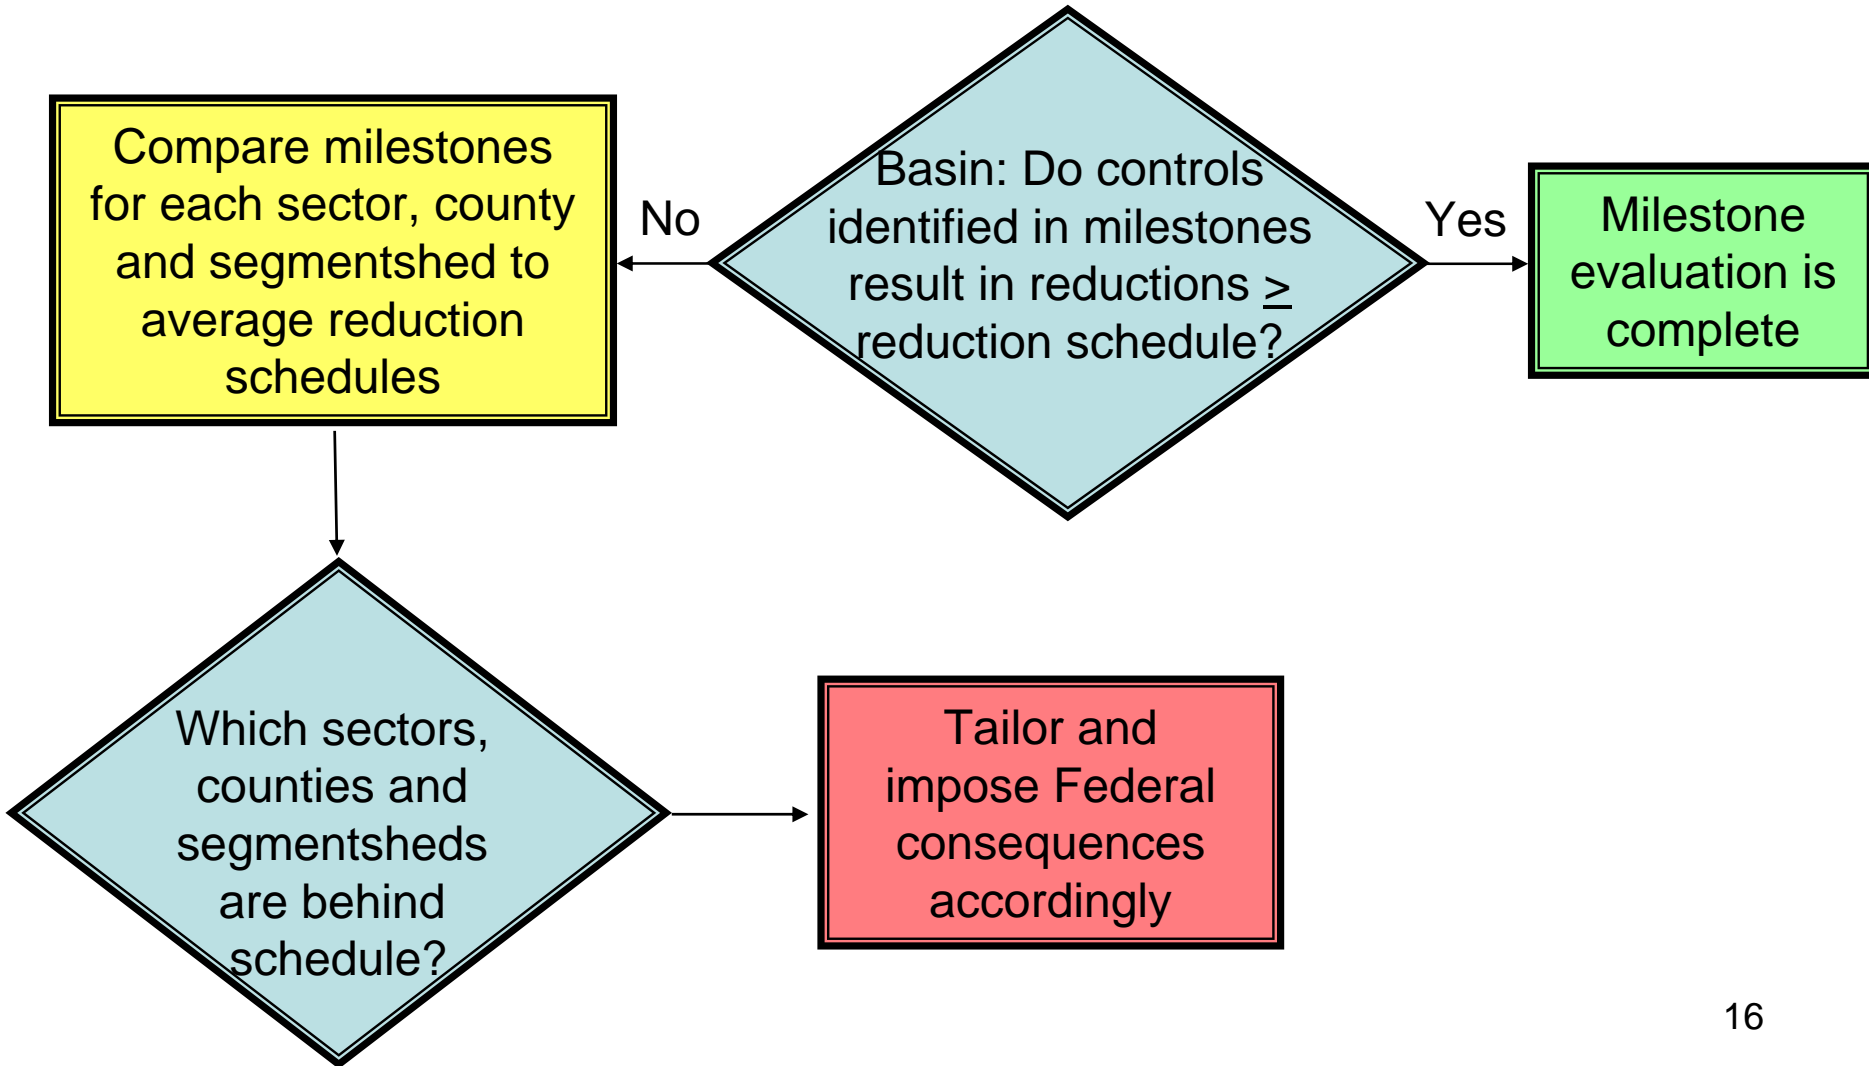 Compare milestones
for each sector, county
and segmentshed to
average reduction
schedules
No
Basin: Do controls
identified in milestones
result in reductions ≥
reduction schedule?
Yes
Milestone
evaluation is
complete
Which sectors,
counties and
segmentsheds
are behind
schedule?
Tailor and
impose Federal
consequences
accordingly
16